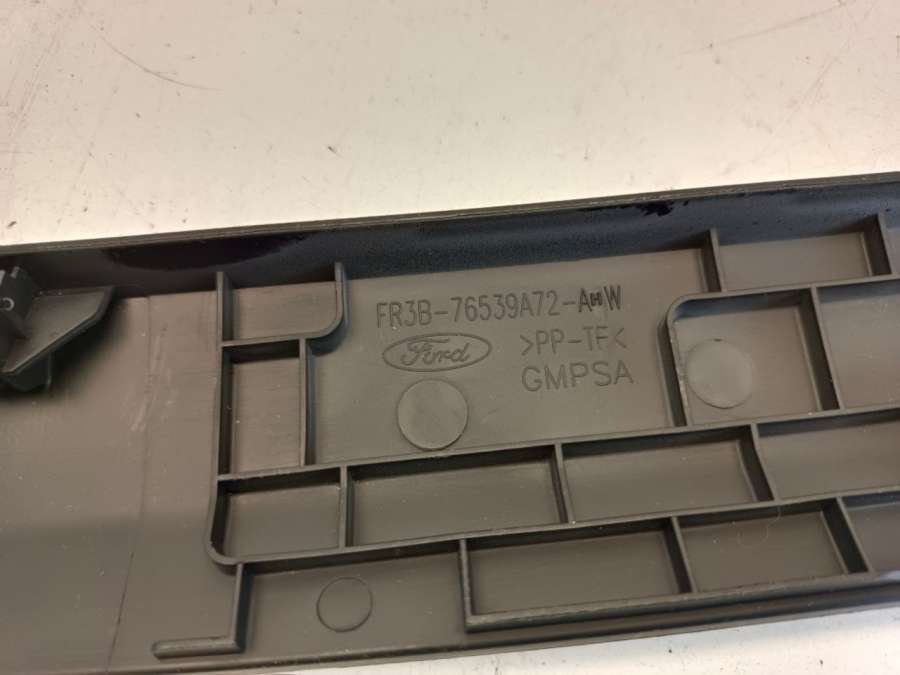 FR3B-76539A72-AHW
Ford
>PP-TF<
GMPSA